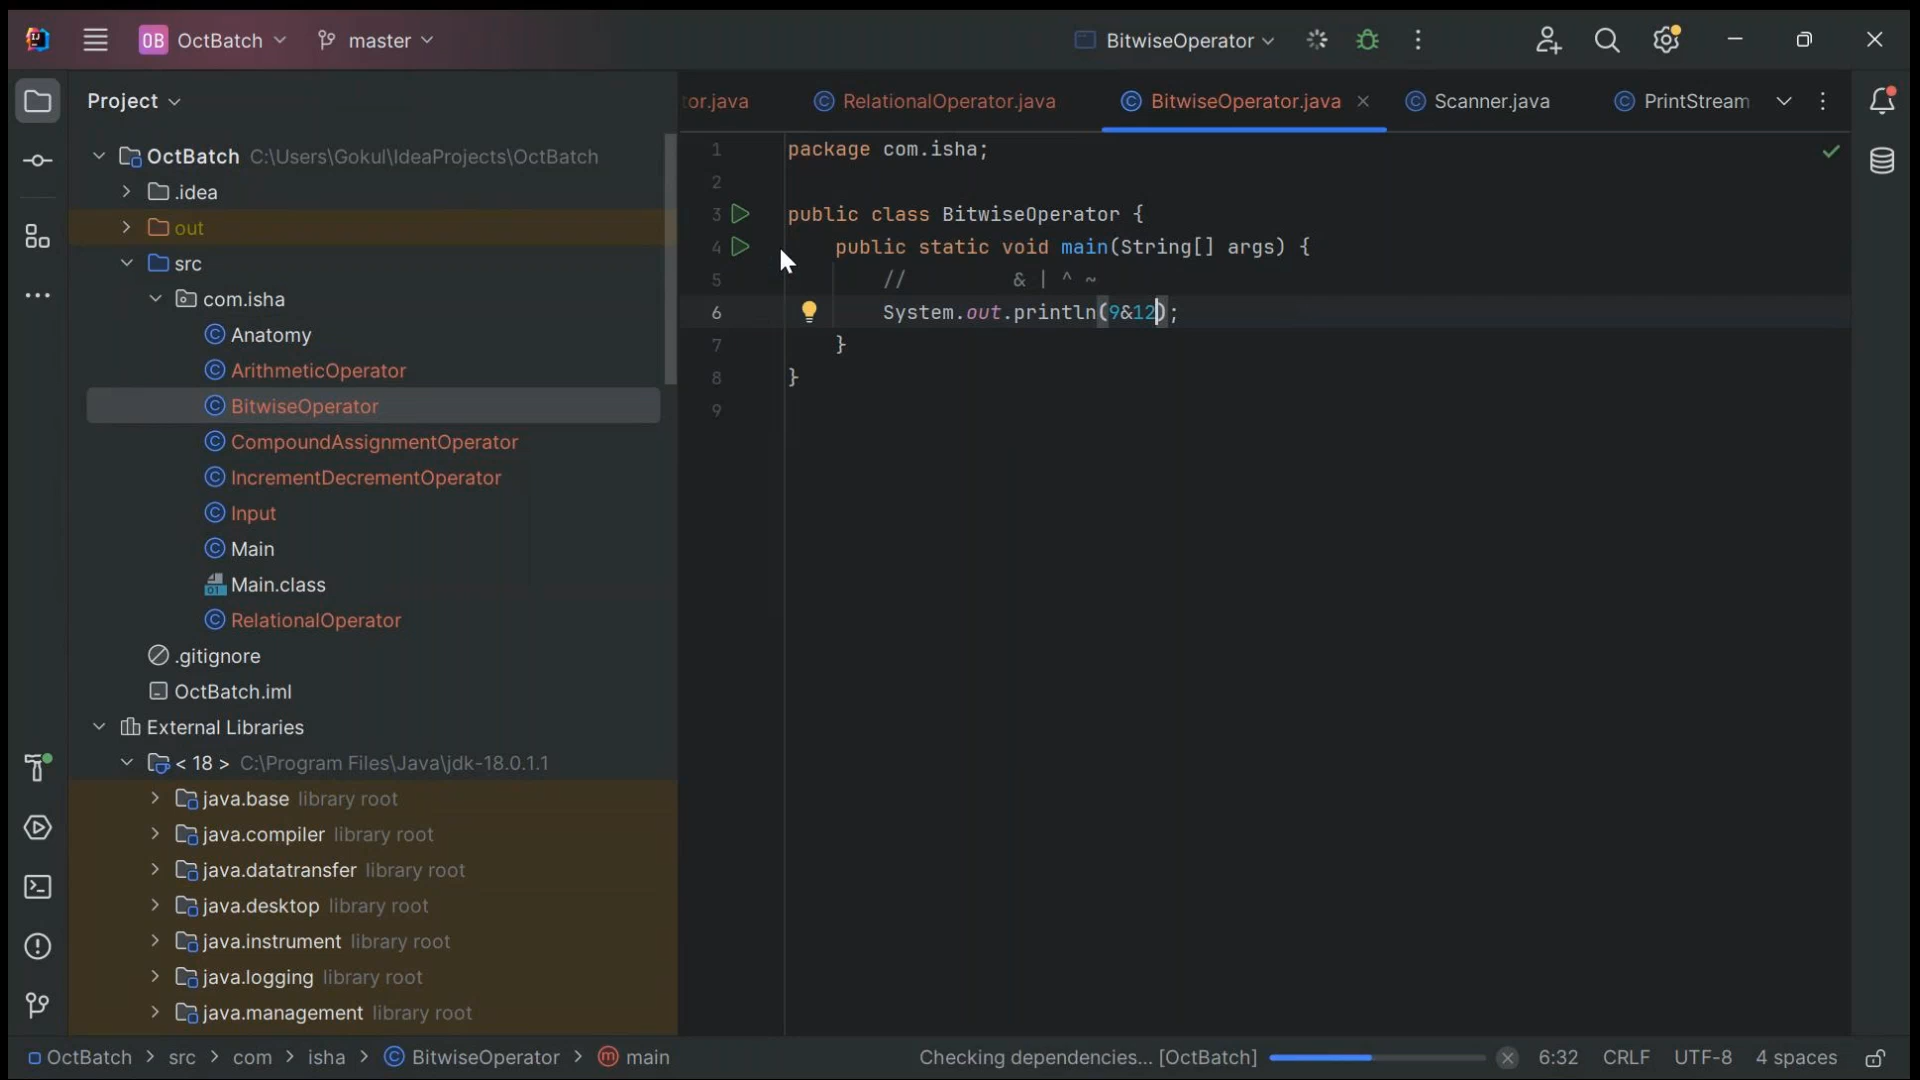 OB OctBatch master BitwiseOperator
Project
or.java RelationalOperator.java BitwiseOperator.java Scanner.java PrintStream
OctBatch C:\Users\Gokul\IdeaProjects\OctBatch
.idea
out
src
com.isha
Anatomy
ArithmeticOperator
BitwiseOperator
CompoundAssignmentOperator
IncrementDecrementOperator
Input
Main
Main.class
RelationalOperator
.gitignore
OctBatch.iml
External Libraries
< 18 > C:\Program Files\Java\jdk-18.0.1.1
java.base library root
java.compiler library root
java.datatransfer library root
java.desktop library root
java.instrument library root
java.logging library root
java.management library root
1 package com.isha;
2
3 public class BitwiseOperator {
4 public static void main(String[] args) {
5 // & | ^ ~
6 System.out.println(9&12);
7 }
8 }
9
OctBatch > src > com > isha > BitwiseOperator > main
Checking dependencies... [OctBatch] 6:32 CRLF UTF-8 4 spaces